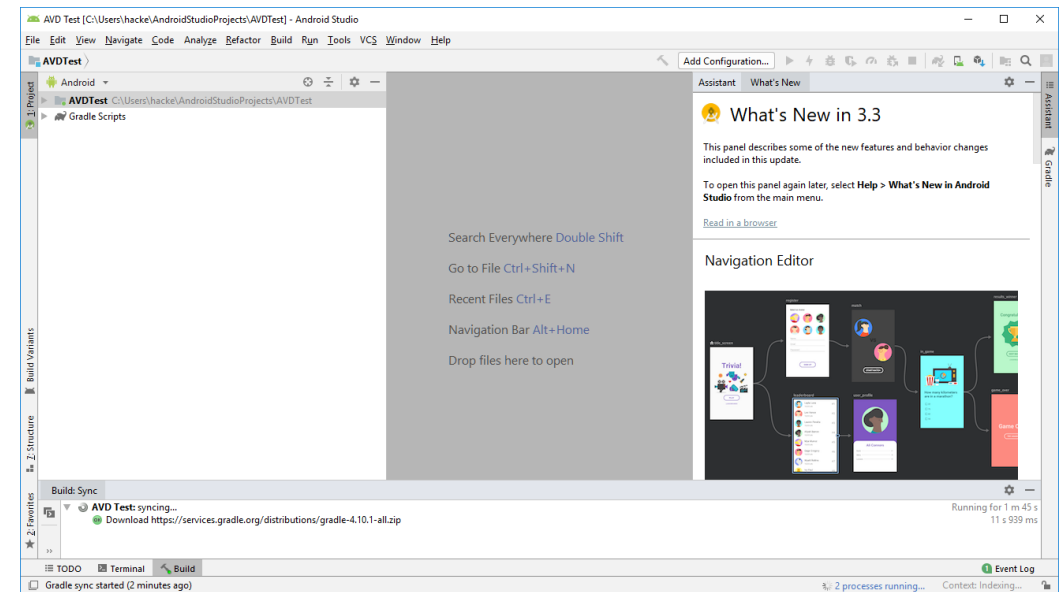 AVD Test [C:\Users\hacke\AndroidStudioProjects\AVDTest] - Android Studio
File Edit View Navigate Code Analyze Refactor Build Run Tools VCS Window Help
AVDTest
Add Configuration...
Android
AVDTest C:\Users\hacke\AndroidStudioProjects\AVDTest
Gradle Scripts
1: Project
Build Variants
7: Structure
2: Favorites
Search Everywhere Double Shift
Go to File Ctrl+Shift+N
Recent Files Ctrl+E
Navigation Bar Alt+Home
Drop files here to open
Assistant What's New
What's New in 3.3
This panel describes some of the new features and behavior changes
included in this update.
To open this panel again later, select Help > What's New in Android
Studio from the main menu.
Read in a browser
Navigation Editor
Trivia!
Assistant
Gradle
Build: Sync
AVD Test: syncing...
Running for 1 m 45 s
Download https://services.gradle.org/distributions/gradle-4.10.1-all.zip
11 s 939 ms
TODO Terminal Build
1 Event Log
Gradle sync started (2 minutes ago)
2 processes running...
Context: Indexing...